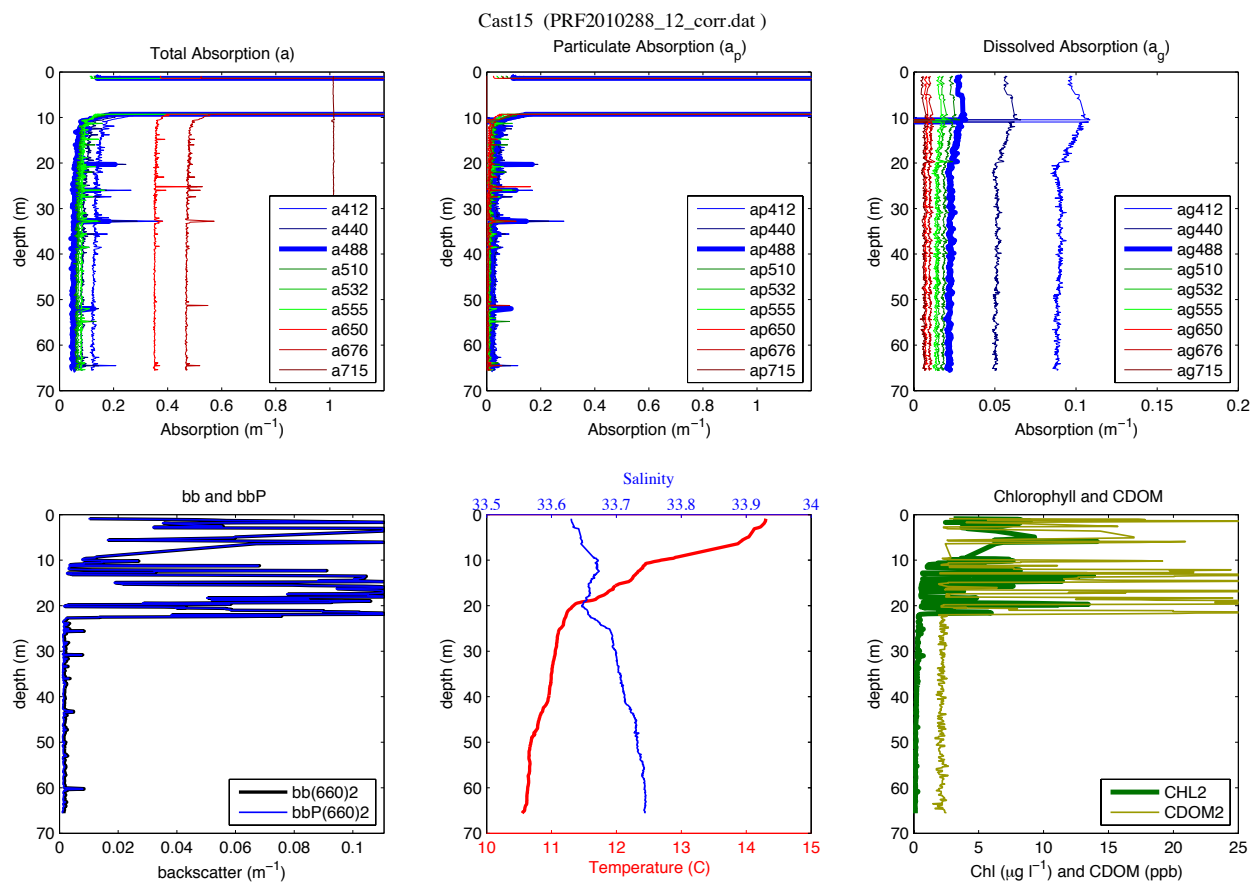 Cast15 (PRF2010288_12_corr.dat )
Total Absorption (a)
0
10
20
30
40
50
60
70
depth (m)
0 0.2 0.4 0.6 0.8 1
Absorption (m⁻¹)
a412
a440
a488
a510
a532
a555
a650
a676
a715
Particulate Absorption (aₚ)
0
10
20
30
40
50
60
70
depth (m)
0 0.2 0.4 0.6 0.8 1
Absorption (m⁻¹)
ap412
ap440
ap488
ap510
ap532
ap555
ap650
ap676
ap715
Dissolved Absorption (a_g)
0
10
20
30
40
50
60
70
depth (m)
0 0.05 0.1 0.15 0.2
Absorption (m⁻¹)
ag412
ag440
ag488
ag510
ag532
ag555
ag650
ag676
ag715
bb and bbP
0
10
20
30
40
50
60
70
depth (m)
0 0.02 0.04 0.06 0.08 0.1
backscatter (m⁻¹)
bb(660)2
bbP(660)2
Salinity
33.5 33.6 33.7 33.8 33.9 34
0
10
20
30
40
50
60
70
depth (m)
10 11 12 13 14 15
Temperature (C)
Chlorophyll and CDOM
0
10
20
30
40
50
60
70
depth (m)
0 5 10 15 20 25
Chl (μg l⁻¹) and CDOM (ppb)
CHL2
CDOM2